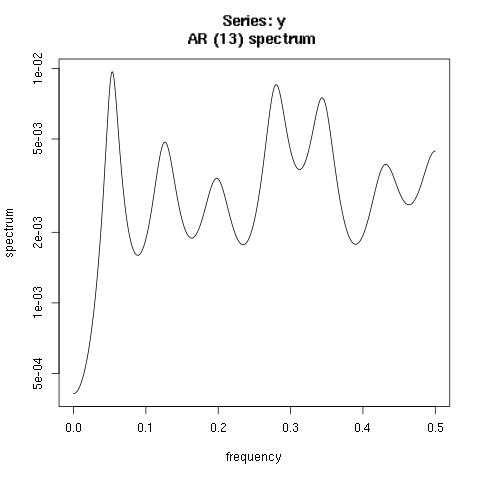 Series: y
AR (13) spectrum
1e-02
5e-03
2e-03
1e-03
5e-04
spectrum
0.0 0.1 0.2 0.3 0.4 0.5
frequency